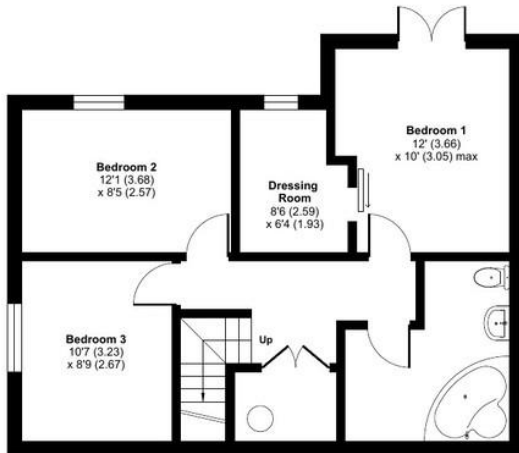 Bedroom 1
12' (3.66)
x 10' (3.05) max
Bedroom 2
12'1 (3.68)
x 8'5 (2.57)
Dressing
Room
8'6 (2.59)
x 6'4 (1.93)
Bedroom 3
10'7 (3.23)
x 8'9 (2.67)
Up